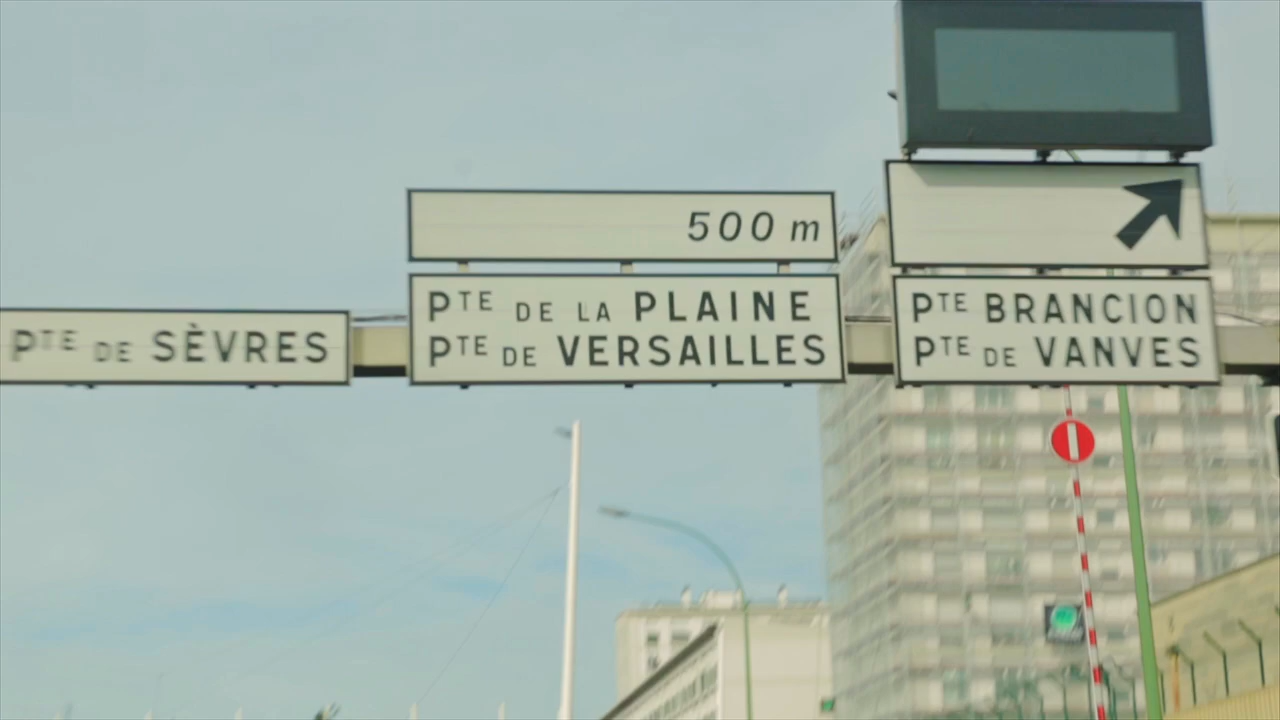 Pte DE SÈVRES
500 m
Pte DE LA PLAINE
Pte DE VERSAILLES
Pte BRANCION
Pte DE VANVES